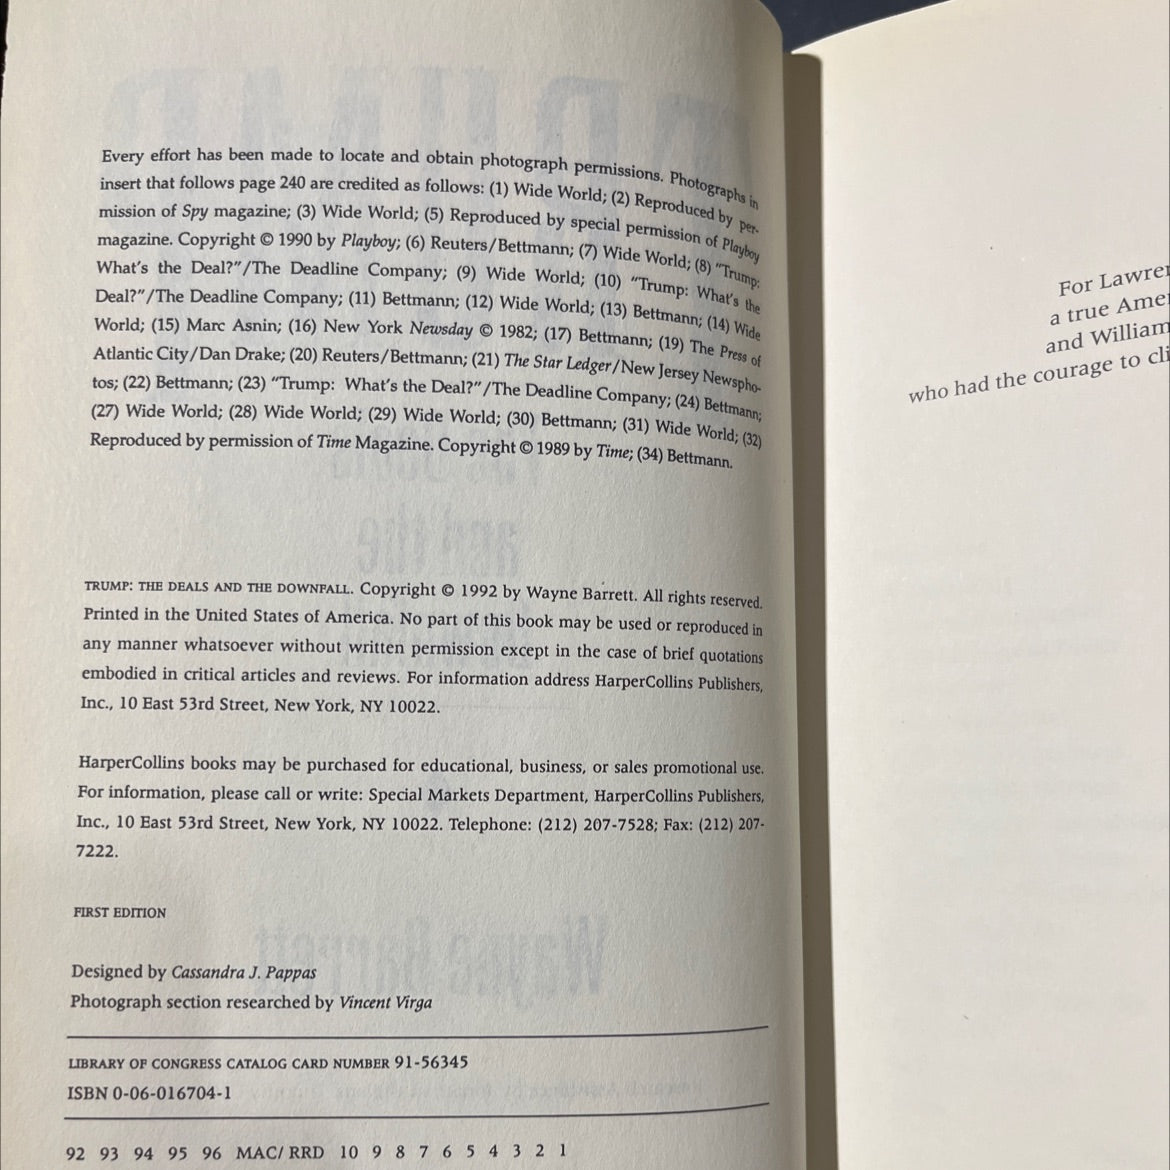 Every effort has been made to locate and obtain photograph permissions. Photographs in
insert that follows page 240 are credited as follows: (1) Wide World; (2) Reproduced by per-
mission of Spy magazine; (3) Wide World; (5) Reproduced by special permission of Playboy
magazine. Copyright © 1990 by Playboy; (6) Reuters/Bettmann; (7) Wide World; (8) "Trump:
What's the Deal?"/The Deadline Company; (9) Wide World; (10) "Trump: What's the
Deal?"/The Deadline Company; (11) Bettmann; (12) Wide World; (13) Bettmann; (14) Wide
World; (15) Marc Asnin; (16) New York Newsday © 1982; (17) Bettmann; (19) The Press of
Atlantic City/Dan Drake; (20) Reuters/Bettmann; (21) The Star Ledger/New Jersey Newspho-
tos; (22) Bettmann; (23) "Trump: What's the Deal?"/The Deadline Company; (24) Bettmann;
(27) Wide World; (28) Wide World; (29) Wide World; (30) Bettmann; (31) Wide World; (32)
Reproduced by permission of Time Magazine. Copyright © 1989 by Time; (34) Bettmann.
TRUMP: THE DEALS AND THE DOWNFALL. Copyright © 1992 by Wayne Barrett. All rights reserved.
Printed in the United States of America. No part of this book may be used or reproduced in
any manner whatsoever without written permission except in the case of brief quotations
embodied in critical articles and reviews. For information address HarperCollins Publishers,
Inc., 10 East 53rd Street, New York, NY 10022.
HarperCollins books may be purchased for educational, business, or sales promotional use.
For information, please call or write: Special Markets Department, HarperCollins Publishers,
Inc., 10 East 53rd Street, New York, NY 10022. Telephone: (212) 207-7528; Fax: (212) 207-
7222.
FIRST EDITION
Designed by Cassandra J. Pappas
Photograph section researched by Vincent Virga
LIBRARY OF CONGRESS CATALOG CARD NUMBER 91-56345
ISBN 0-06-016704-1
92 93 94 95 96 MAC/RRD 10 9 8 7 6 5 4 3 2 1
For Lawre
a true Ame
and William
who had the courage to cli